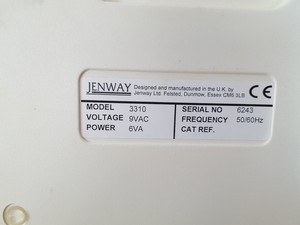 JENWAY Designed and manufactured in the U.K. by
Jenway Ltd. Felsted, Dunmow, Essex CM6 3LB CE
MODEL 3310 SERIAL NO 6243
VOLTAGE 9VAC FREQUENCY 50/60Hz
POWER 6VA CAT REF.